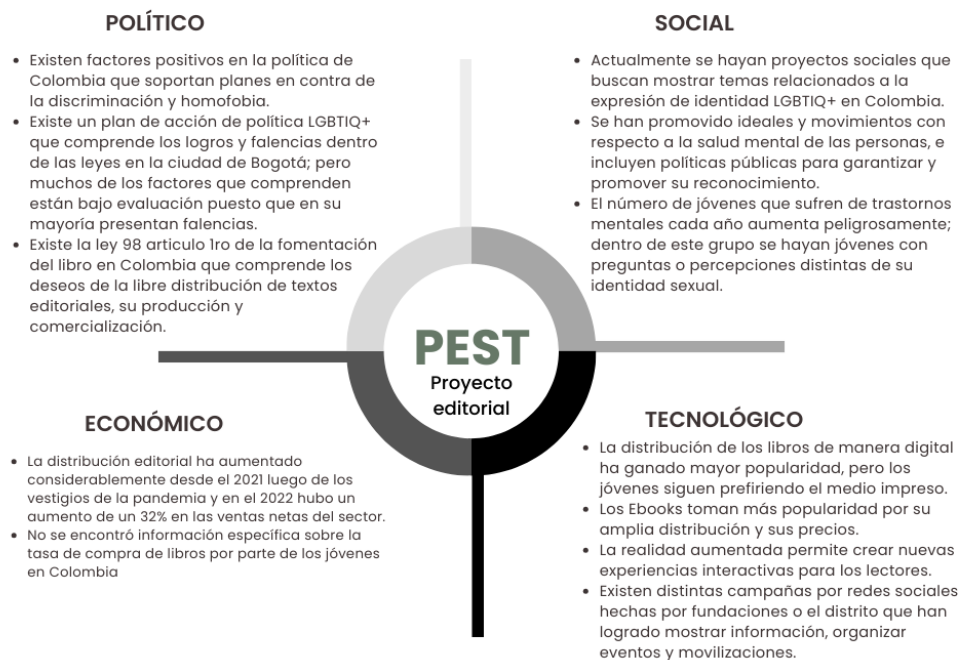 POLÍTICO
• Existen factores positivos en la política de
Colombia que soportan planes en contra de
la discriminación y homofobia.
• Existe un plan de acción de política LGBTIQ+
que comprende los logros y falencias dentro
de las leyes en la ciudad de Bogotá; pero
muchos de los factores que comprenden
están bajo evaluación puesto que en su
mayoría presentan falencias.
• Existe la ley 98 articulo 1ro de la fomentación
del libro en Colombia que comprende los
deseos de la libre distribución de textos
editoriales, su producción y
comercialización.
SOCIAL
• Actualmente se hayan proyectos sociales que
buscan mostrar temas relacionados a la
expresión de identidad LGBTIQ+ en Colombia.
• Se han promovido ideales y movimientos con
respecto a la salud mental de las personas, e
incluyen políticas públicas para garantizar y
promover su reconocimiento.
• El número de jóvenes que sufren de trastornos
mentales cada año aumenta peligrosamente;
dentro de este grupo se hayan jóvenes con
preguntas o percepciones distintas de su
identidad sexual.
PEST
Proyecto
editorial
ECONÓMICO
• La distribución editorial ha aumentado
considerablemente desde el 2021 luego de los
vestigios de la pandemia y en el 2022 hubo un
aumento de un 32% en las ventas netas del sector.
• No se encontró información específica sobre la
tasa de compra de libros por parte de los jóvenes
en Colombia
TECNOLÓGICO
• La distribución de los libros de manera digital
ha ganado mayor popularidad, pero los
jóvenes siguen prefiriendo el medio impreso.
• Los Ebooks toman más popularidad por su
amplia distribución y sus precios.
• La realidad aumentada permite crear nuevas
experiencias interactivas para los lectores.
• Existen distintas campañas por redes sociales
hechas por fundaciones o el distrito que han
logrado mostrar información, organizar
eventos y movilizaciones.